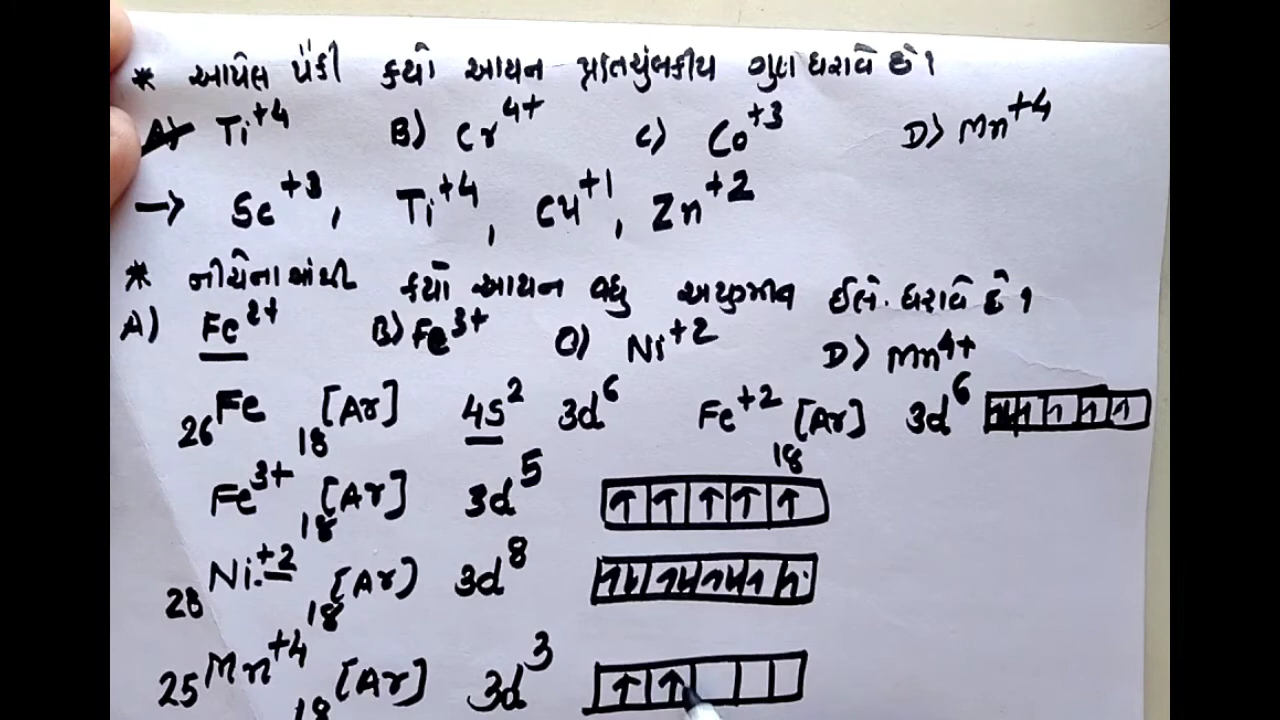 * આપેલ પૈકી કયો આયન પ્રતિચુંબકીય ગુણ ધરાવે છે ?
A) Ti⁺⁴ B) Cr⁴⁺ C) Co⁺³ D) Mn⁺⁴
→ Sc⁺³, Ti⁺⁴, Cu⁺¹, Zn⁺²
* નીચેનામાંથી કયો આયન વધુ અયુગ્મીત ઈલે. ધરાવે છે ?
A) Fe²⁺ B) Fe³⁺ C) Ni⁺² D) Mn⁴⁺
₂₆Fe ₁₈[Ar] 4s² 3d⁶ Fe⁺² ₁₈[Ar] 3d⁶
Fe³⁺ ₁₈[Ar] 3d⁵ ↑ ↑ ↑ ↑ ↑
₂₈Ni⁺² ₁₈[Ar] 3d⁸
₂₅Mn⁺⁴ ₁₈[Ar] 3d³ ↑ ↑